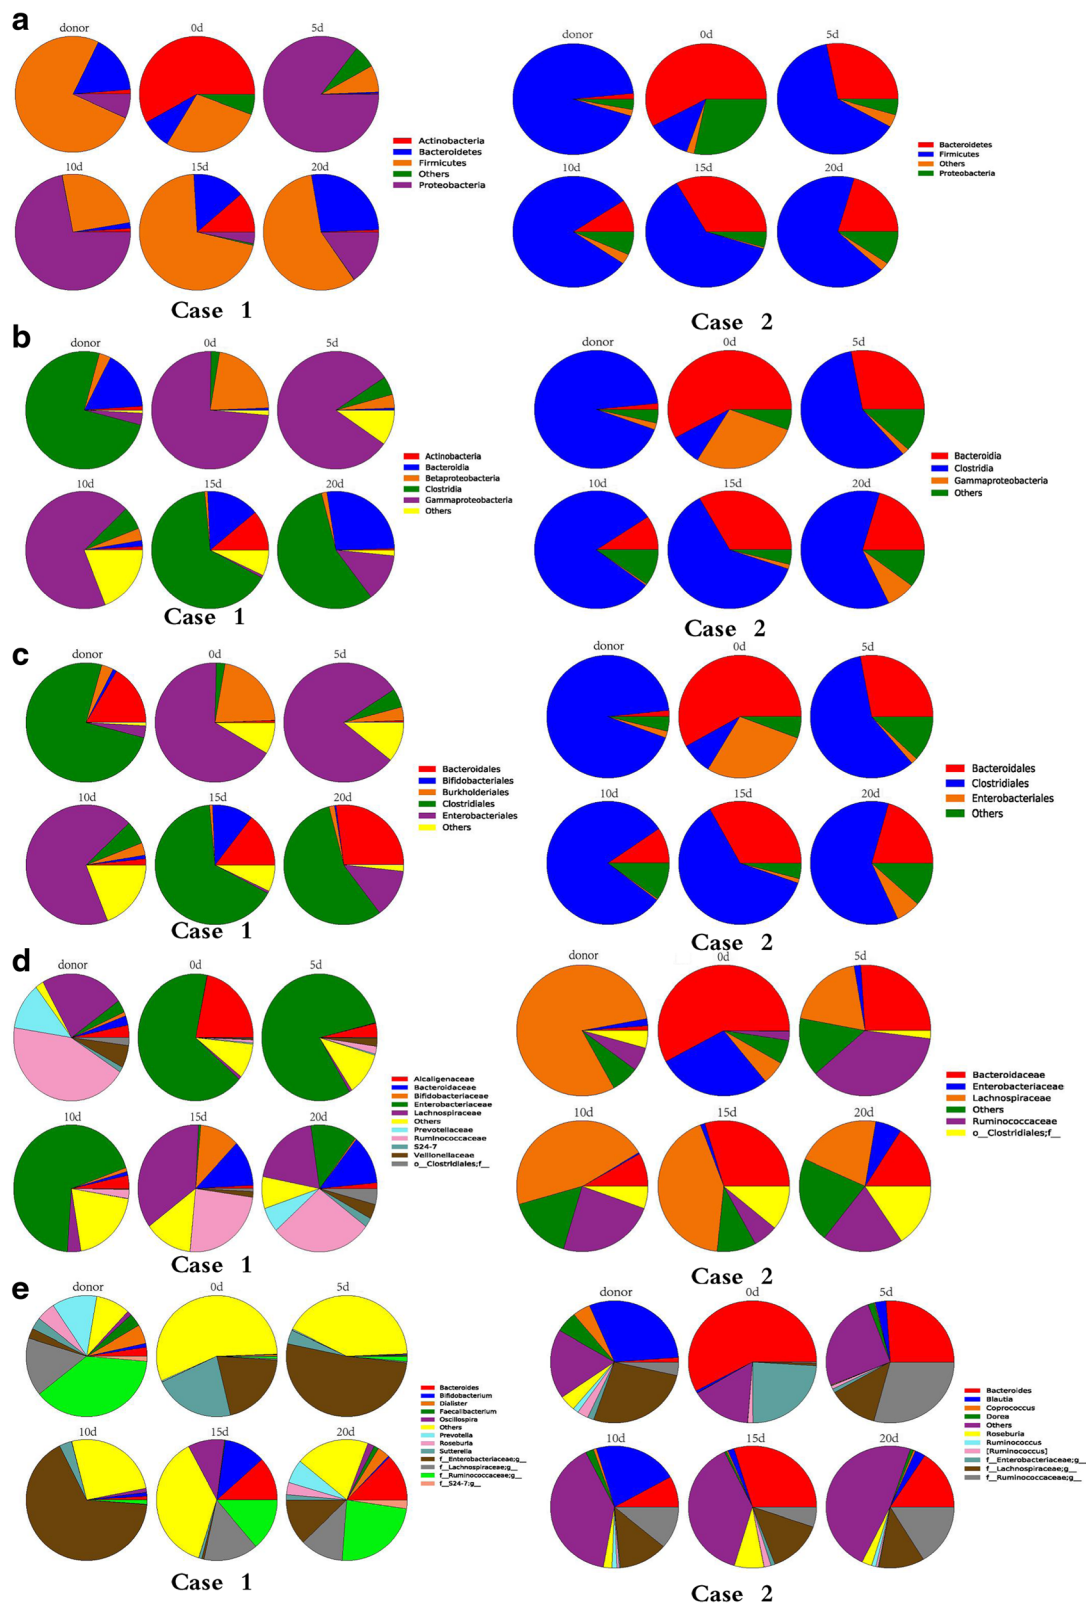 a
donor 0d 5d
10d 15d 20d
Actinobacteria
Bacteroidetes
Firmicutes
Others
Proteobacteria
Case 1
donor 0d 5d
10d 15d 20d
Bacteroidetes
Firmicutes
Others
Proteobacteria
Case 2
b
donor 0d 5d
10d 15d 20d
Actinobacteria
Bacteroidia
Betaproteobacteria
Clostridia
Gammaproteobacteria
Others
Case 1
donor 0d 5d
10d 15d 20d
Bacteroidia
Clostridia
Gammaproteobacteria
Others
Case 2
c
donor 0d 5d
10d 15d 20d
Bacteroidales
Bifidobacteriales
Burkholderiales
Clostridiales
Enterobacteriales
Others
Case 1
donor 0d 5d
10d 15d 20d
Bacteroidales
Clostridiales
Enterobacteriales
Others
Case 2
d
donor 0d 5d
10d 15d 20d
Alcaligenaceae
Bacteroidaceae
Bifidobacteriaceae
Enterobacteriaceae
Lachnospiraceae
Others
Prevotellaceae
Ruminococcaceae
S24-7
Veillonellaceae
o__Clostridiales;f__
Case 1
donor 0d 5d
10d 15d 20d
Bacteroidaceae
Enterobacteriaceae
Lachnospiraceae
Others
Ruminococcaceae
o__Clostridiales;f__
Case 2
e
donor 0d 5d
10d 15d 20d
Bacteroides
Bifidobacterium
Dialister
Faecalibacterium
Oscillospira
Others
Prevotella
Roseburia
Sutterella
f__Enterobacteriaceae;g__
f__Lachnospiraceae;g__
f__Ruminococcaceae;g__
f__S24-7;g__
Case 1
donor 0d 5d
10d 15d 20d
Bacteroides
Blautia
Coprococcus
Dorea
Others
Roseburia
Ruminococcus
[Ruminococcus]
f__Enterobacteriaceae;g__
f__Lachnospiraceae;g__
f__Ruminococcaceae;g__
Case 2